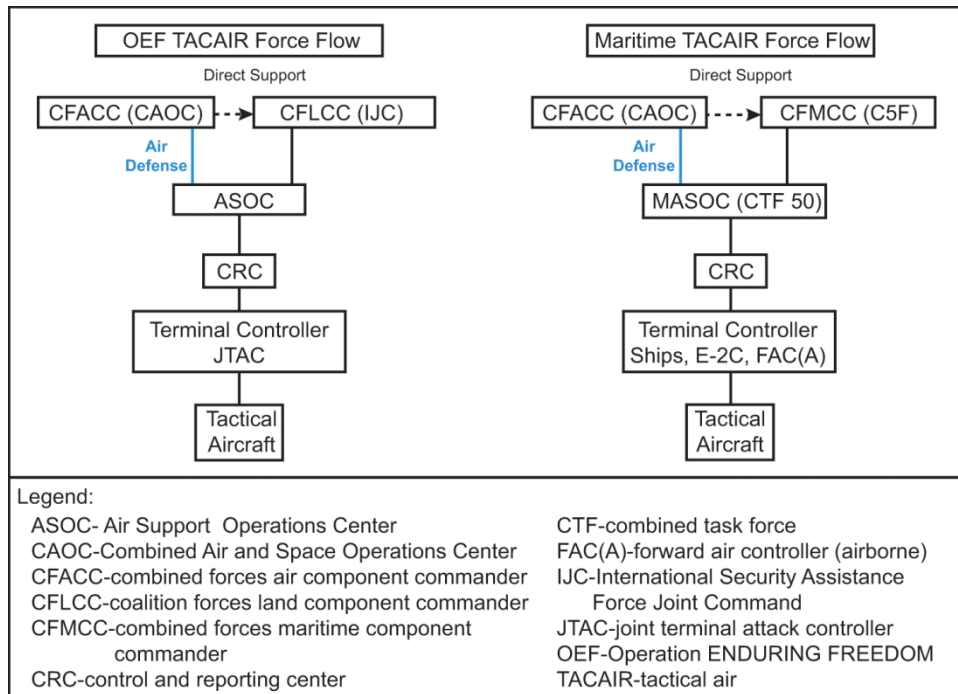 OEF TACAIR Force Flow
Direct Support
CFACC (CAOC)
CFLCC (IJC)
Air
Defense
ASOC
CRC
Terminal Controller
JTAC
Tactical
Aircraft
Maritime TACAIR Force Flow
Direct Support
CFACC (CAOC)
CFMCC (C5F)
Air
Defense
MASOC (CTF 50)
CRC
Terminal Controller
Ships, E-2C, FAC(A)
Tactical
Aircraft
Legend:
ASOC- Air Support Operations Center
CAOC-Combined Air and Space Operations Center
CFACC-combined forces air component commander
CFLCC-coalition forces land component commander
CFMCC-combined forces maritime component
commander
CRC-control and reporting center
CTF-combined task force
FAC(A)-forward air controller (airborne)
IJC-International Security Assistance
Force Joint Command
JTAC-joint terminal attack controller
OEF-Operation ENDURING FREEDOM
TACAIR-tactical air